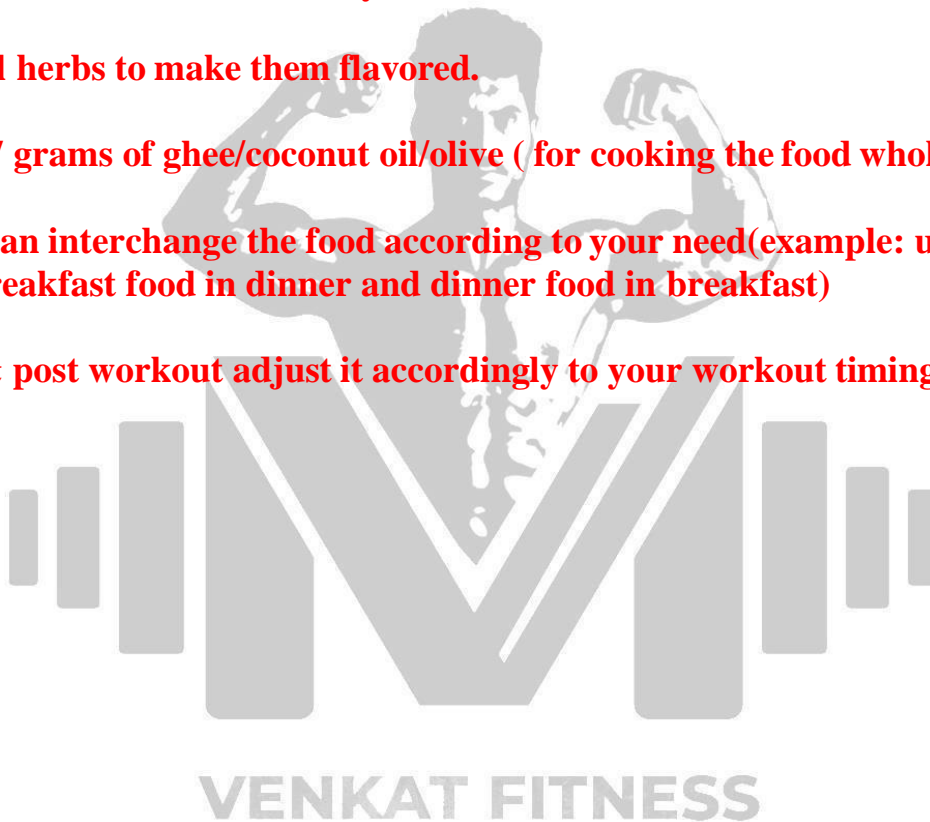 l herbs to make them flavored.
grams of ghee/coconut oil/olive ( for cooking the food whol
an interchange the food according to your need(example: u
reakfast food in dinner and dinner food in breakfast)
post workout adjust it accordingly to your workout timing
VENKAT FITNESS